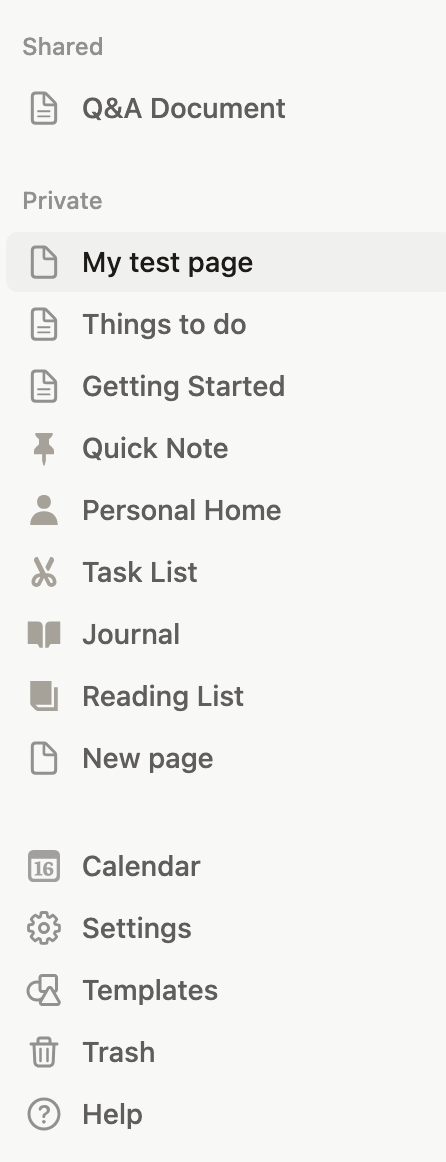 Shared
Q&A Document
Private
My test page
Things to do
Getting Started
Quick Note
Personal Home
Task List
Journal
Reading List
New page
16 Calendar
Settings
Templates
Trash
? Help